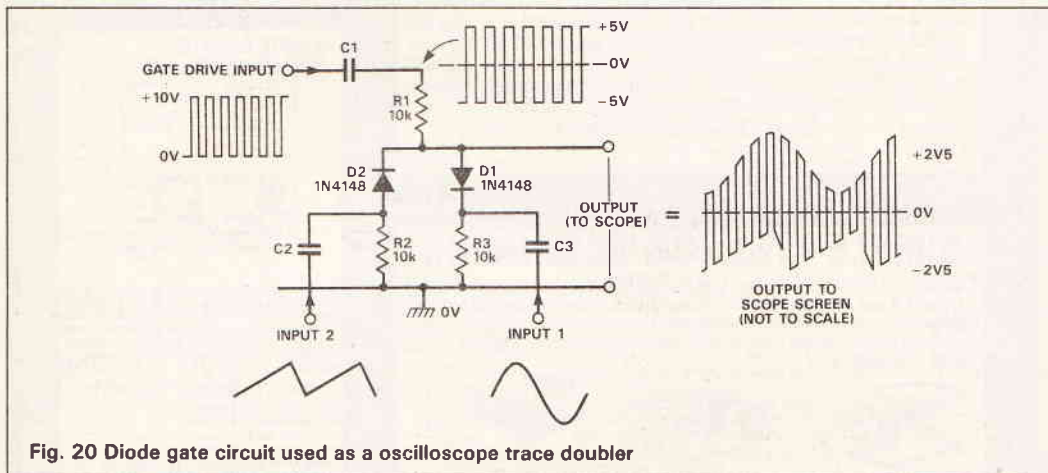 C1
+5V
GATE DRIVE INPUT
—0V
+10V
R1
10k
-5V
0V
D2
1N4148
D1
1N4148
+2V5
OUTPUT
(TO SCOPE)
=
0V
C2
R2
10k
R3
10k
C3
-2V5
0V
OUTPUT TO
SCOPE SCREEN
(NOT TO SCALE)
INPUT 2
INPUT 1
Fig. 20 Diode gate circuit used as a oscilloscope trace doubler